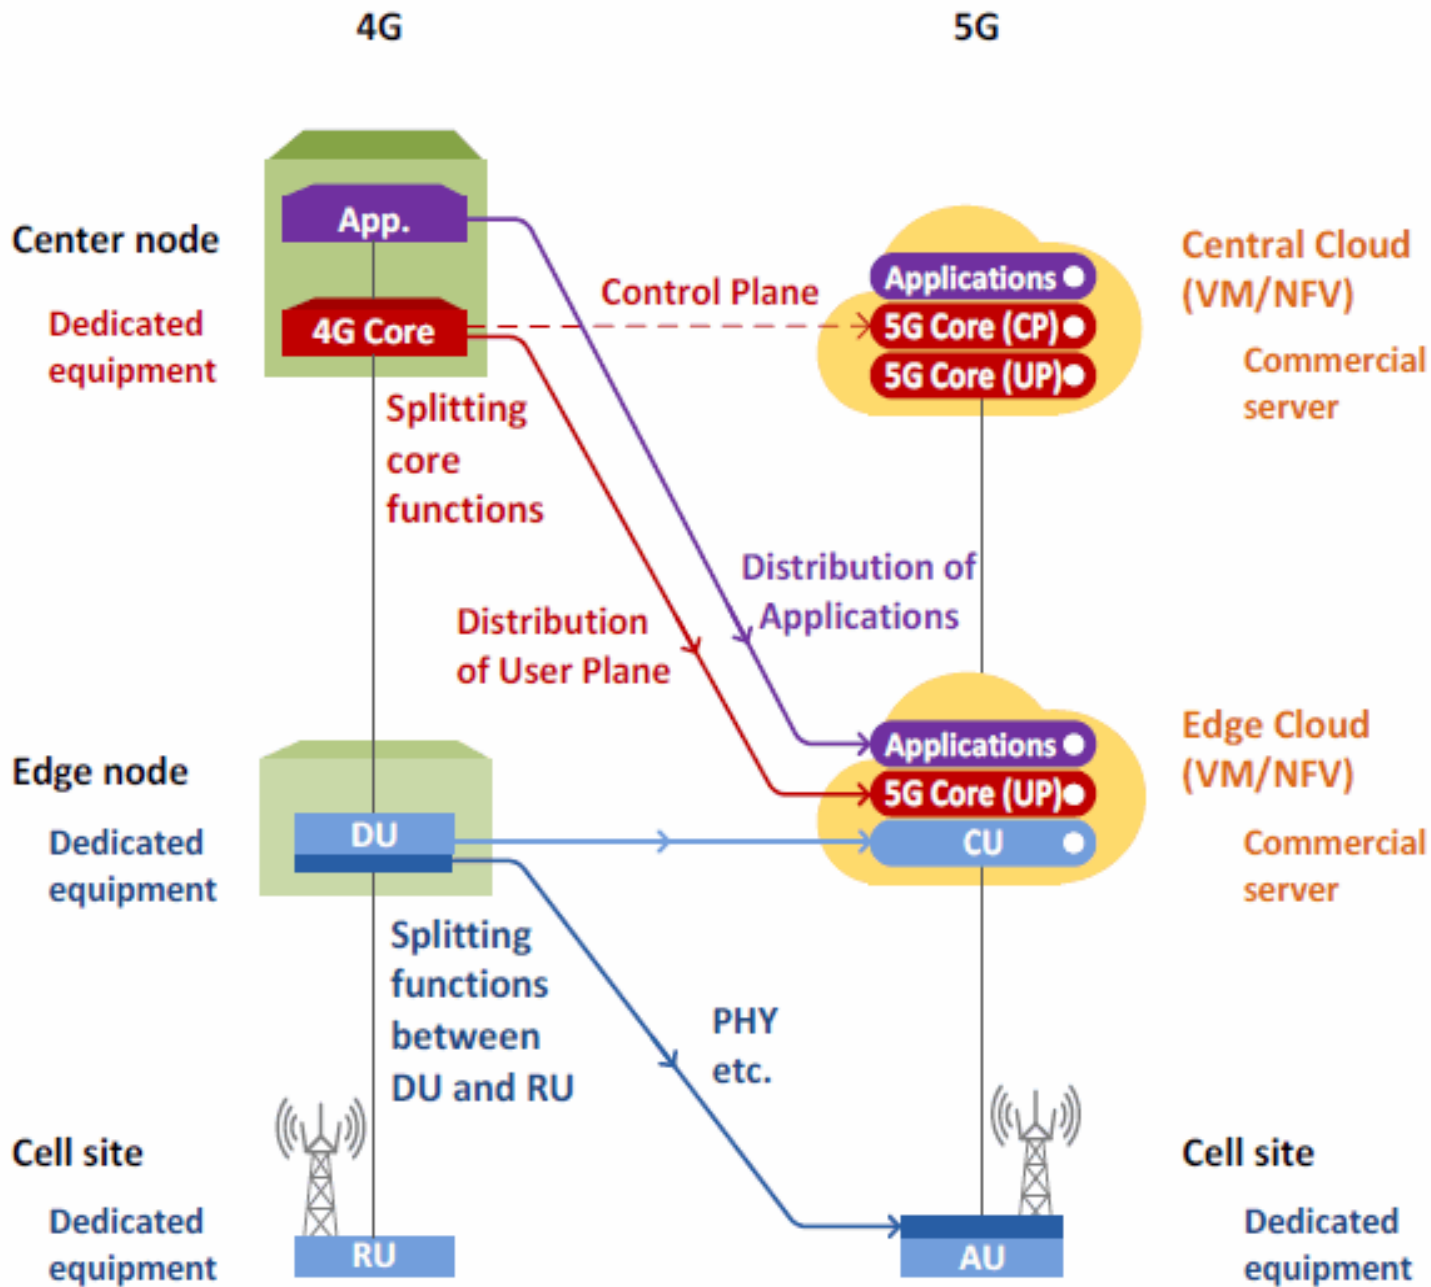 4G
5G
Center node
Dedicated
equipment
App.
4G Core
Splitting
core
functions
Control Plane
Applications
5G Core (CP)
5G Core (UP)
Central Cloud
(VM/NFV)
Commercial
server
Distribution of
Applications
Distribution
of User Plane
Edge node
Dedicated
equipment
DU
Splitting
functions
between
DU and RU
Applications
5G Core (UP)
CU
Edge Cloud
(VM/NFV)
Commercial
server
PHY
etc.
Cell site
Dedicated
equipment
RU
AU
Cell site
Dedicated
equipment